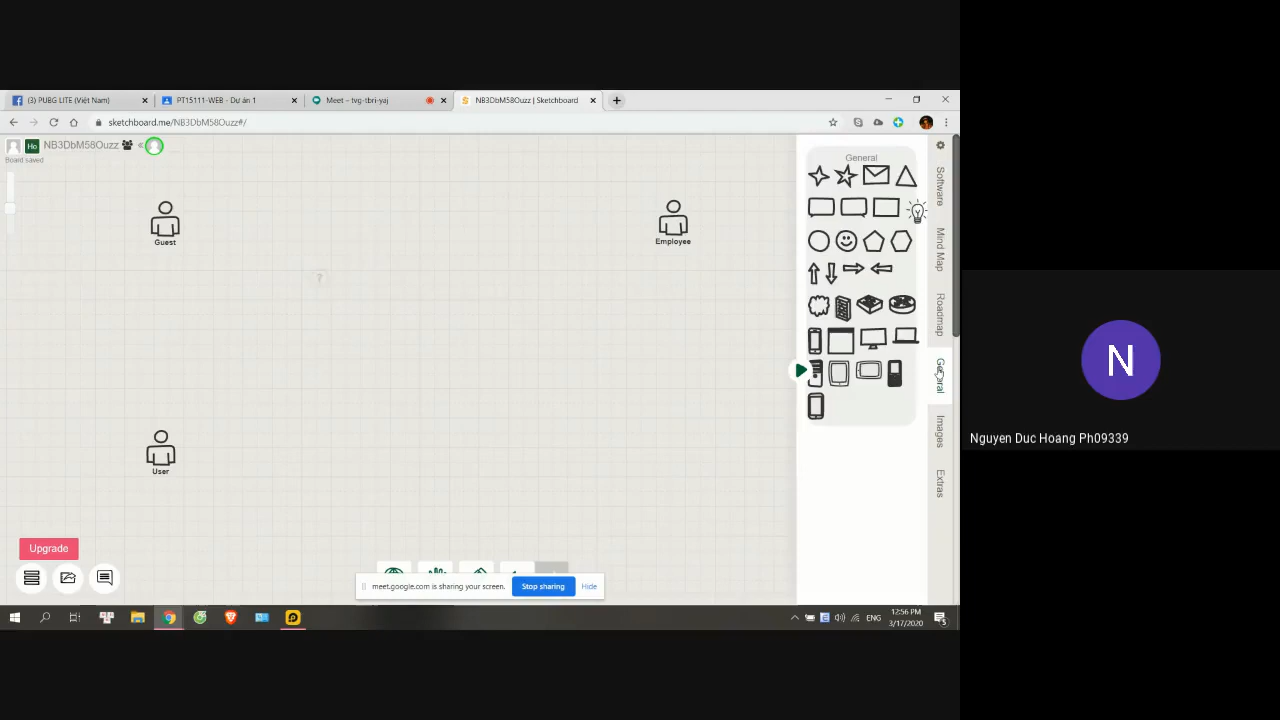 (3) PUBG LITE (Việt Nam)
PT15111-WEB - Dự án 1
Meet – tvg-tbri-yaj
NB3DbM58Ouzz | Sketchboard
sketchboard.me/NB3DbM58Ouzz#/
Ho
NB3DbM58Ouzz
Board saved
Guest
Employee
User
?
General
Software
Mind Map
Roadmap
General
Images
Extras
Upgrade
meet.google.com is sharing your screen.
Stop sharing
Hide
ENG
12:56 PM
3/17/2020
5
N
Nguyen Duc Hoang Ph09339